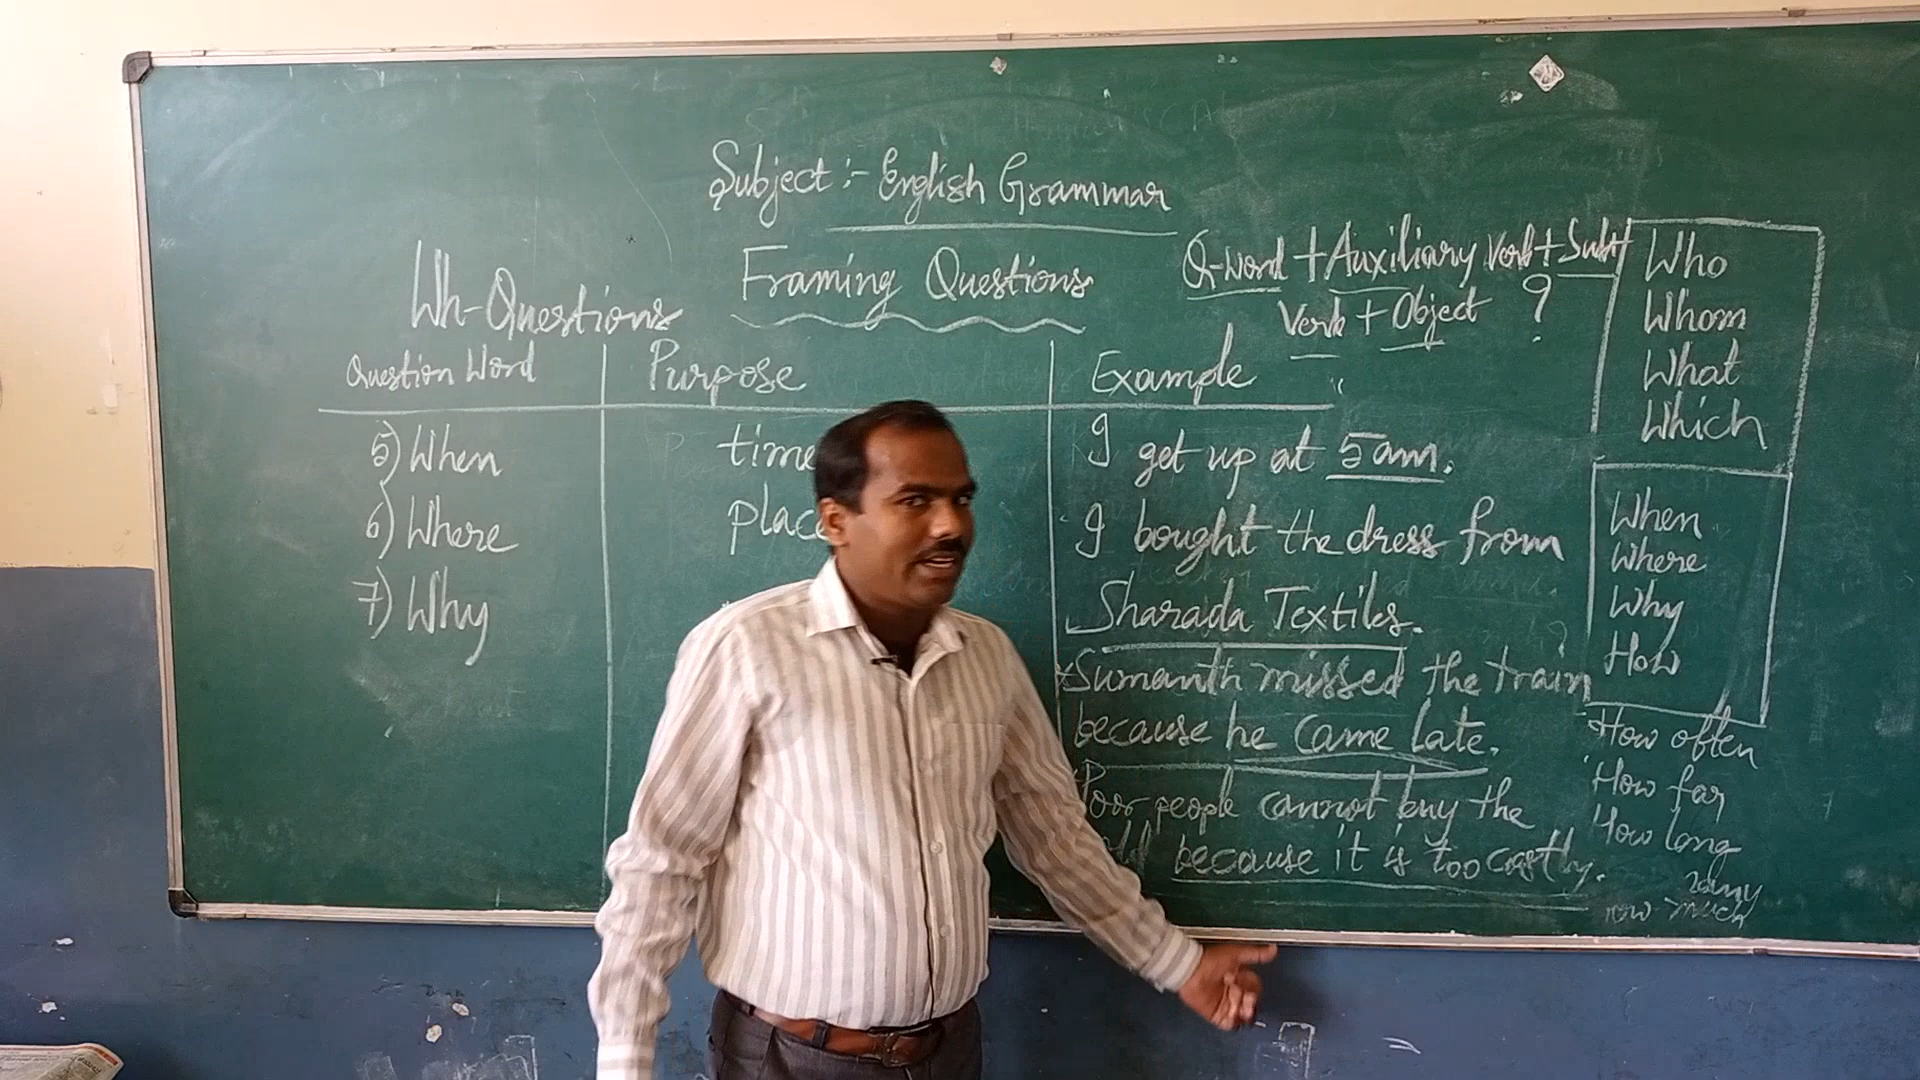 Subject :- English Grammar
Framing Questions
Wh-Questions
Q-Word + Auxiliary Verb + Subt
Verb + Object ?
Question Word Purpose Example
5) When time I get up at 5am.
6) Where place I bought the dress from
Sharada Textiles.
7) Why
Sumanth missed the train
because he came late.
Poor people cannot buy the
because it is too costly.
Who
Whom
What
Which
When
Where
Why
How
How often
How far
How long
many
How much